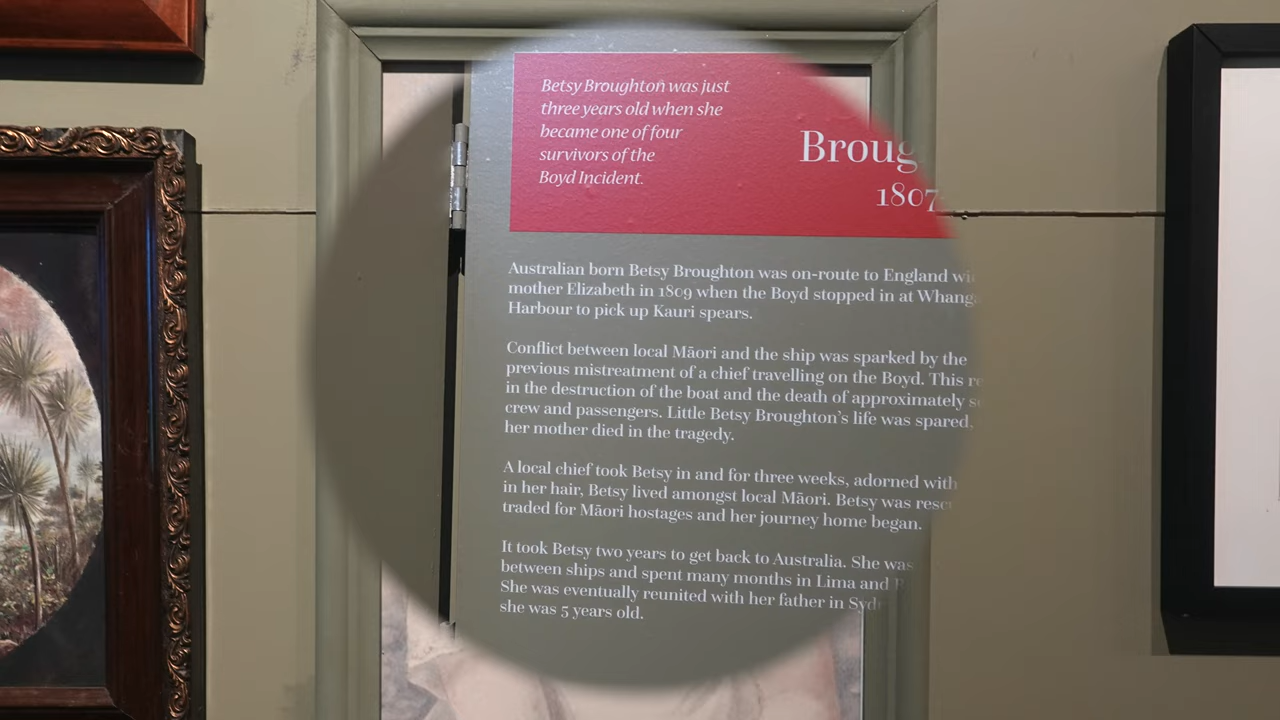 Betsy Broughton was just
three years old when she
became one of four
survivors of the
Boyd Incident.
1807
Australian born Betsy Broughton was on-route to England
mother Elizabeth in 1809 when the Boyd stopped in at
Harbour to pick up Kauri spears.
Conflict between local Māori and the ship was sparked by the
previous mistreatment of a chief travelling on the Boyd. This
in the destruction of the boat and the death of approximately
crew and passengers. Little Betsy Broughton's life was spared,
her mother died in the tragedy.
A local chief took Betsy in and for three weeks, adorned with
in her hair, Betsy lived amongst local Māori. Betsy was
traded for Māori hostages and her journey home began.
It took Betsy two years to get back to Australia. She was
between ships and spent many months in Lima and
She was eventually reunited with her father in
she was 5 years old.